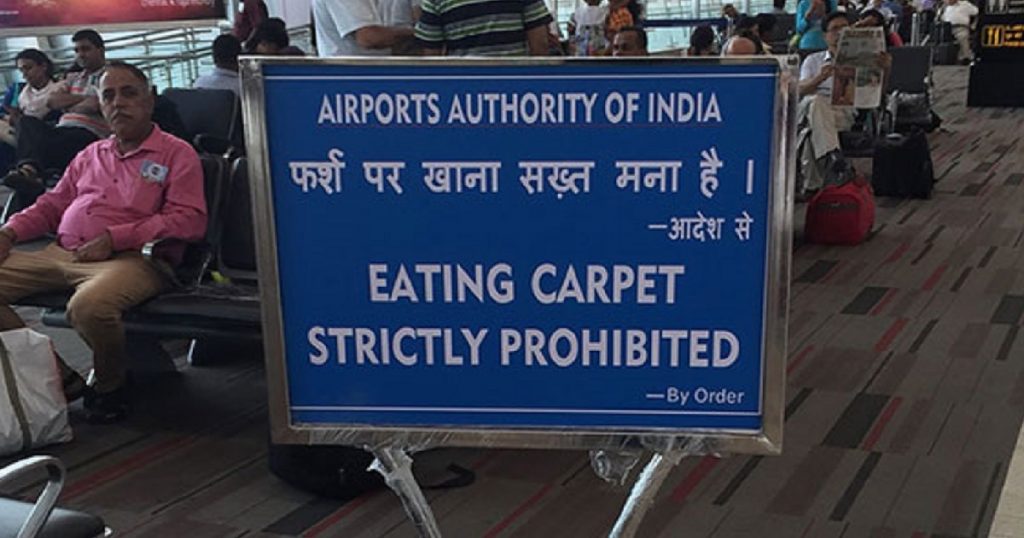 AIRPORTS AUTHORITY OF INDIA
फर्श पर खाना सख़्त मना है ।
—आदेश से
EATING CARPET
STRICTLY PROHIBITED
—By Order